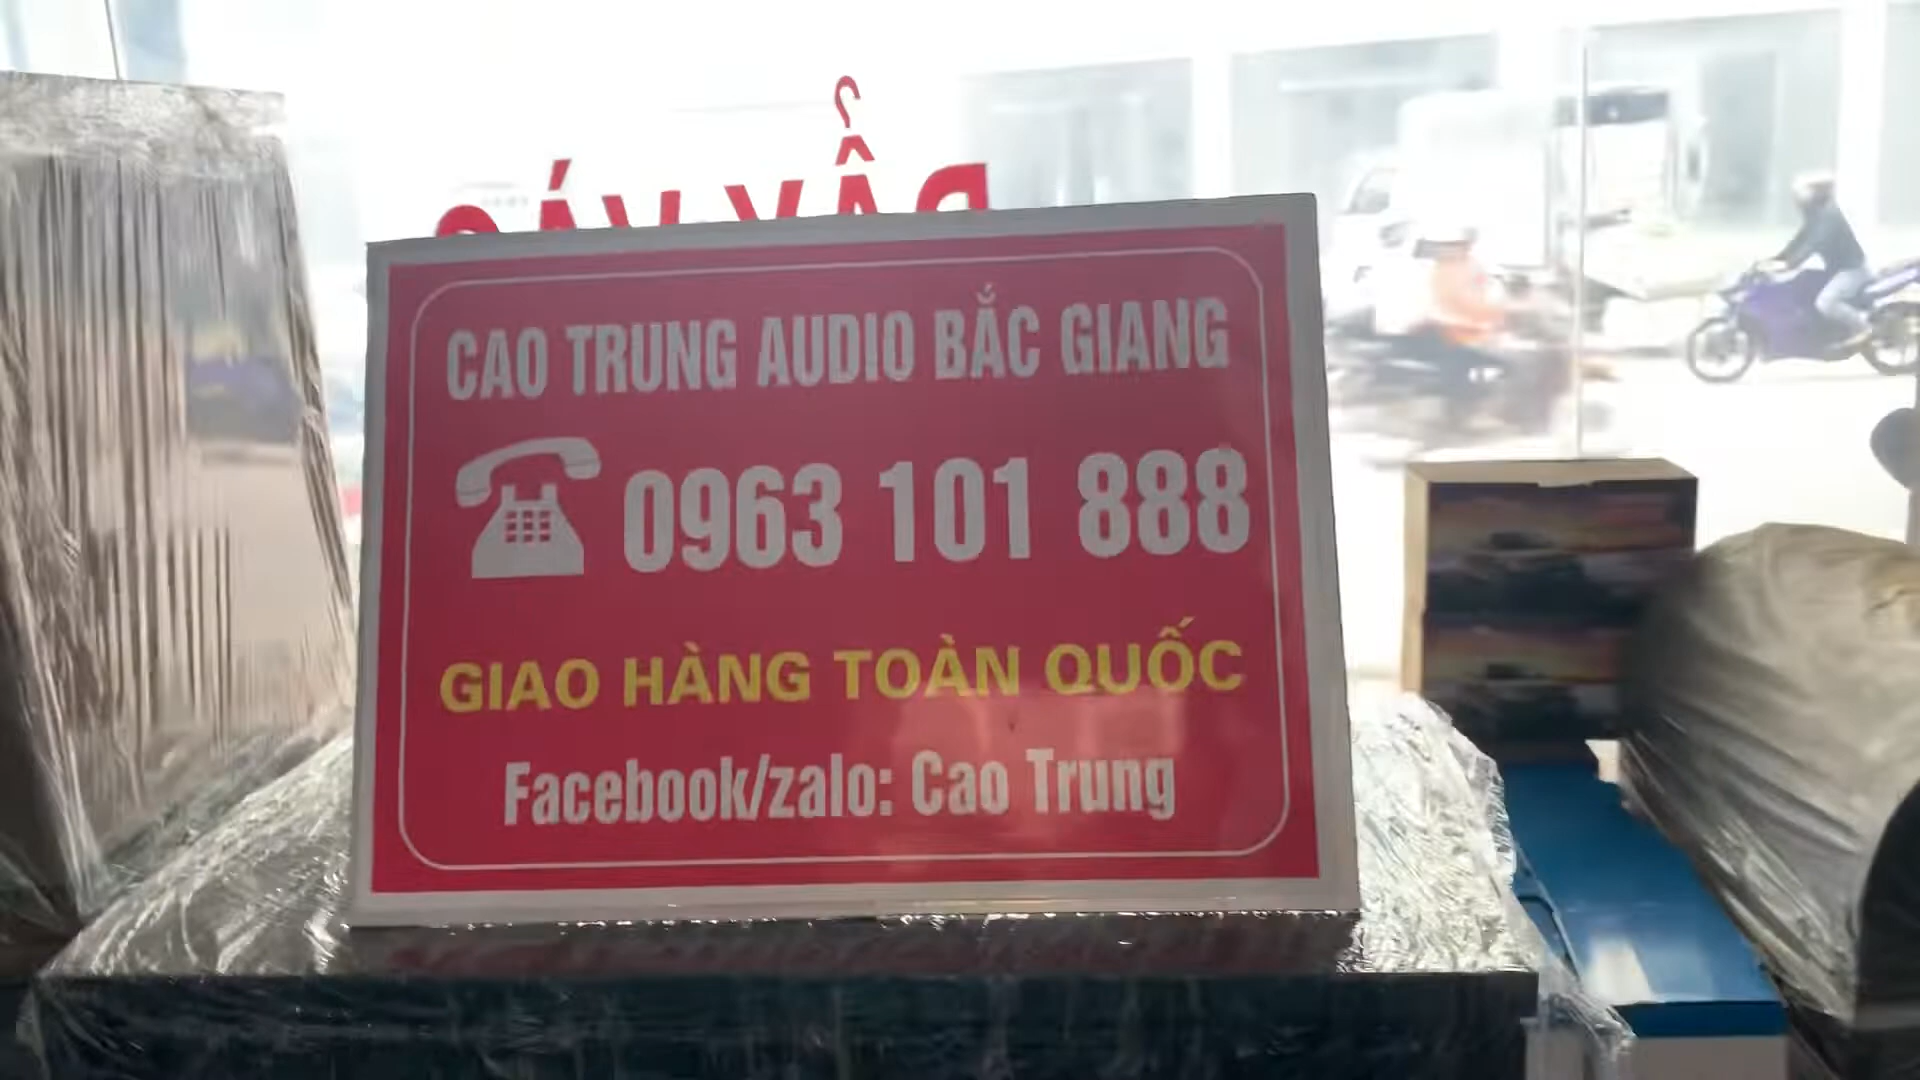 CAO TRUNG AUDIO BẮC GIANG
0963 101 888
GIAO HÀNG TOÀN QUỐC
Facebook/zalo: Cao Trung